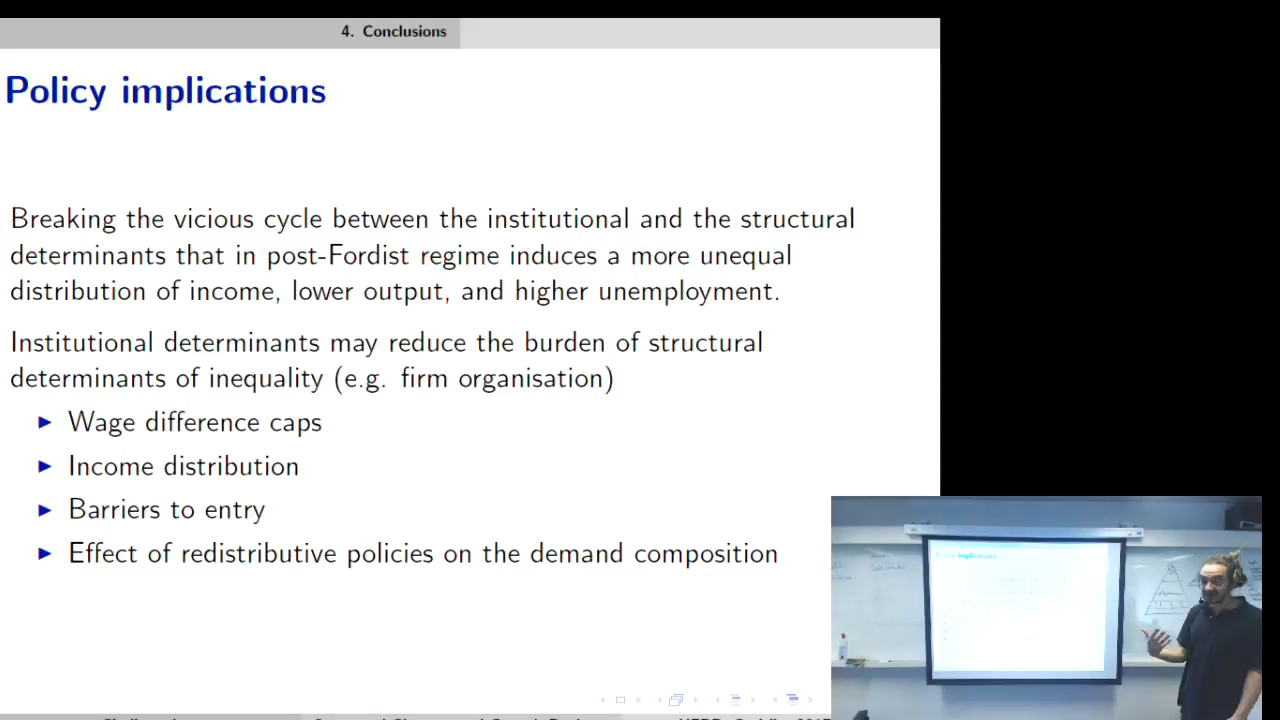 4. Conclusions
Policy implications
Breaking the vicious cycle between the institutional and the structural
determinants that in post-Fordist regime induces a more unequal
distribution of income, lower output, and higher unemployment.
Institutional determinants may reduce the burden of structural
determinants of inequality (e.g. firm organisation)
Wage difference caps
Income distribution
Barriers to entry
Effect of redistributive policies on the demand composition
Policy implications